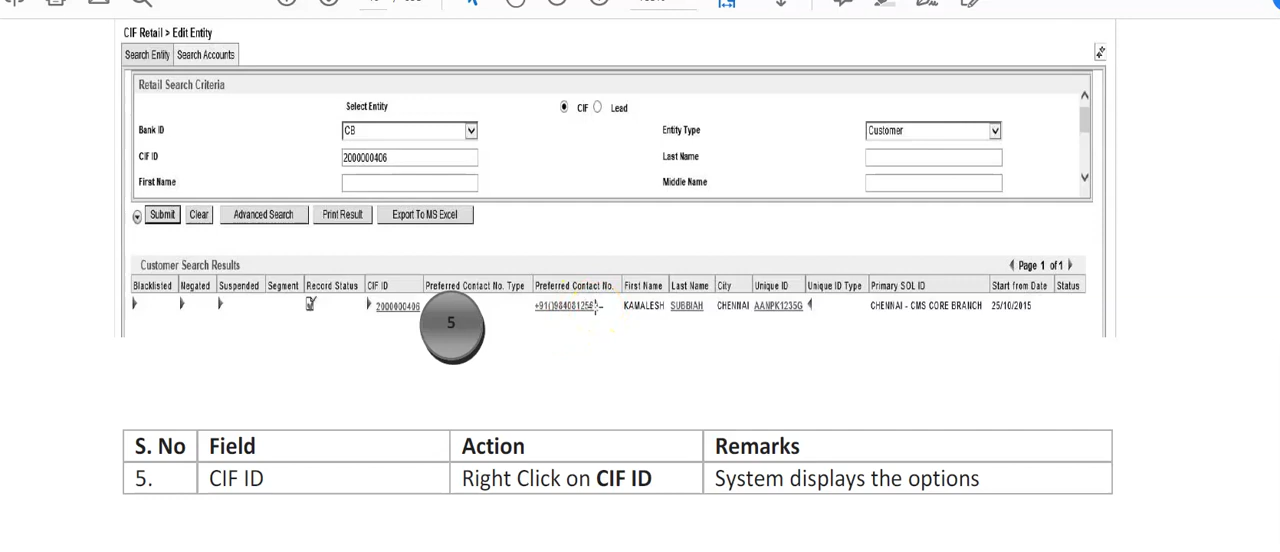 CIF Retail > Edit Entity
Search Entity Search Accounts
Retail Search Criteria
Select Entity CIF Lead
Bank ID CB Entity Type Customer
CIF ID 2000000406 Last Name
First Name Middle Name
Submit Clear Advanced Search Print Result Export To MS Excel
Customer Search Results Page 1 of 1
Blacklisted Negated Suspended Segment Record Status CIF ID Preferred Contact No. Type Preferred Contact No. First Name Last Name City Unique ID Unique ID Type Primary SOL ID Start from Date Status
2000000406 KAMALESH SUBBIAH CHENNAI AANPK1235G CHENNAI - CMS CORE BRANCH 25/10/2015
5
S. No Field Action Remarks
5. CIF ID Right Click on CIF ID System displays the options